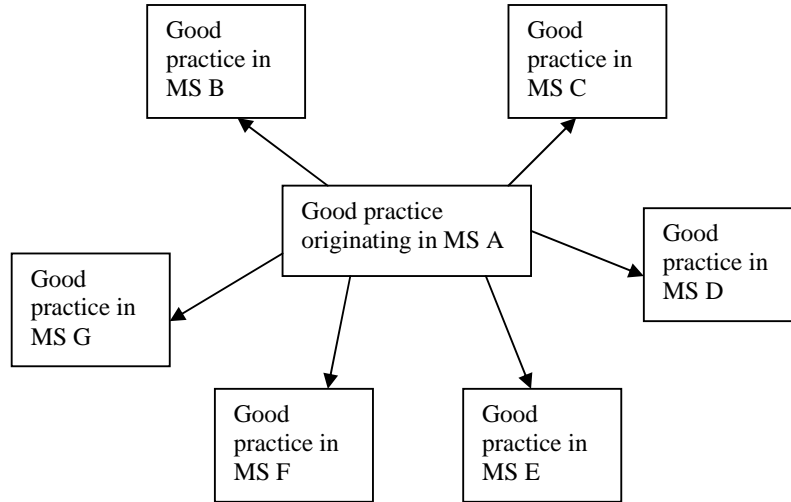 Good
practice in
MS B
Good
practice in
MS C
Good practice
originating in MS A
Good
practice in
MS D
Good
practice in
MS G
Good
practice in
MS F
Good
practice in
MS E